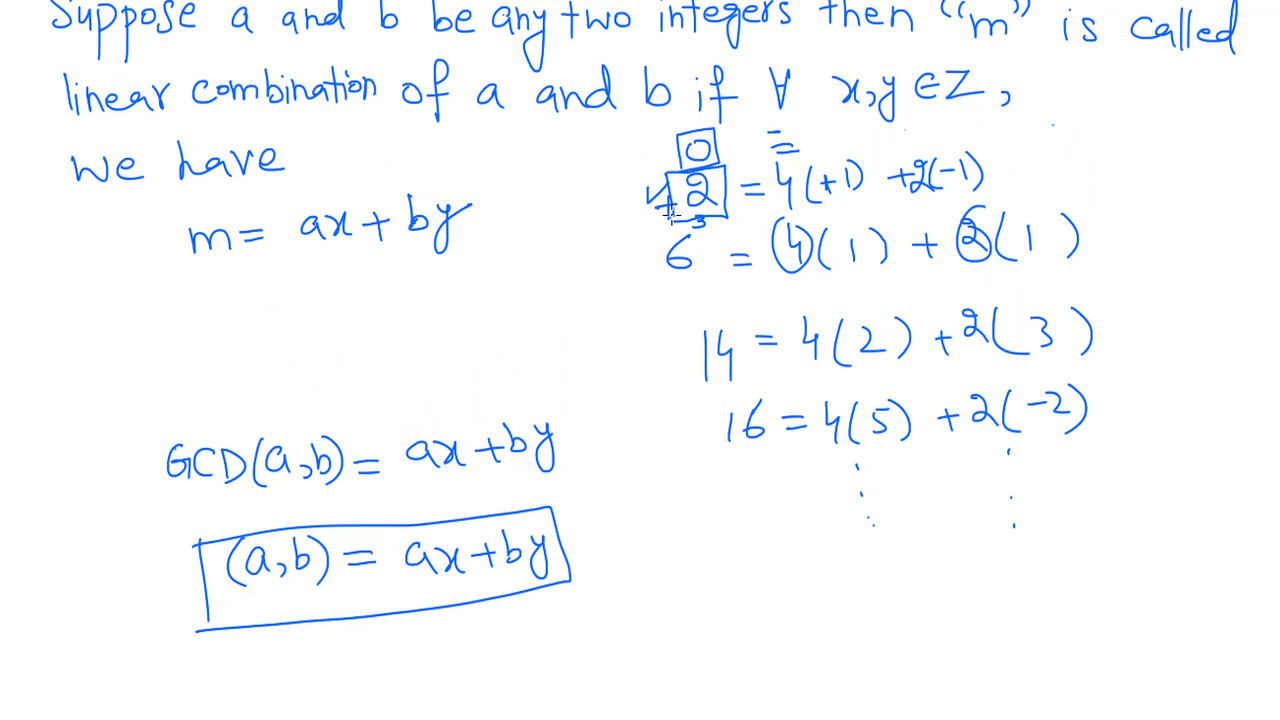 Suppose a and b be any two integers then "m" is called
linear combination of a and b if ∀ x,y ∈ Z,
we have
m = ax + by
0
2 = 4(+1) + 2(-1)
6 = 4(1) + 2(1)
14 = 4(2) + 2(3)
16 = 4(5) + 2(-2)
GCD(a,b) = ax + by
(a,b) = ax + by